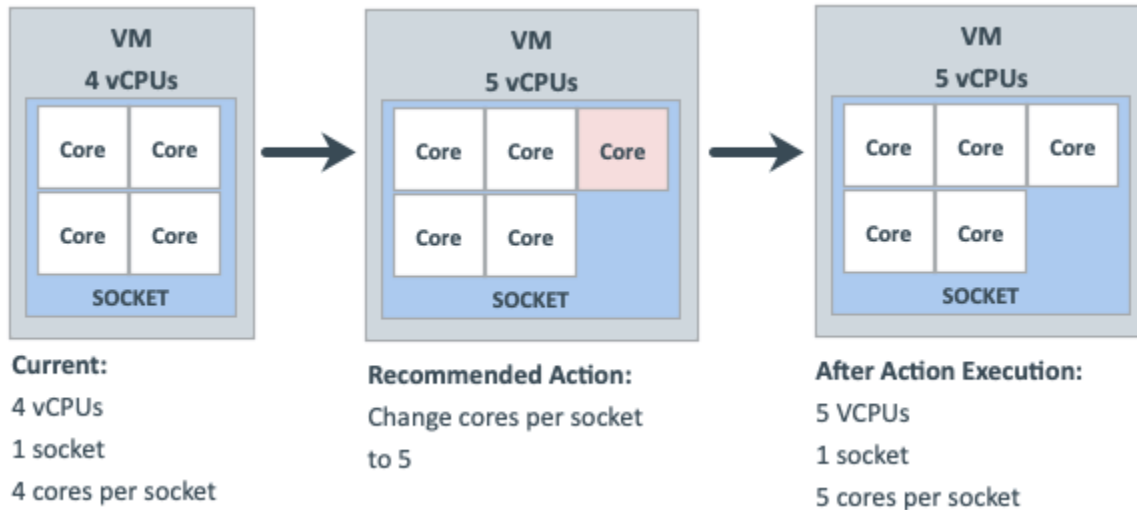 VM
4 vCPUs
Core Core
Core Core
SOCKET
Current:
4 vCPUs
1 socket
4 cores per socket
VM
5 vCPUs
Core Core Core
Core Core
SOCKET
Recommended Action:
Change cores per socket
to 5
VM
5 vCPUs
Core Core Core
Core Core
SOCKET
After Action Execution:
5 VCPUs
1 socket
5 cores per socket